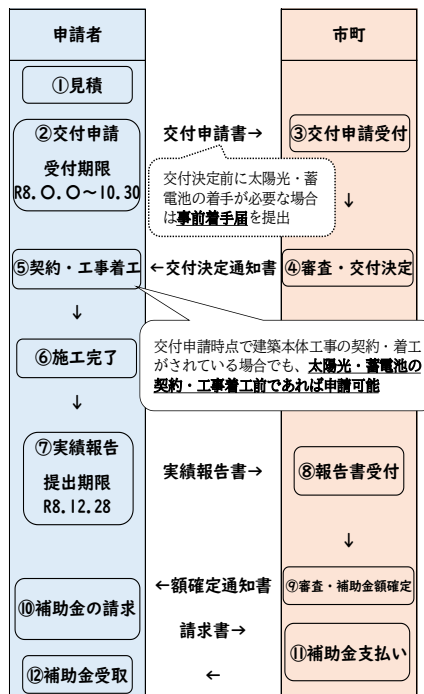 申請者
市町
①見積
②交付申請
受付期限
R8.〇.〇～10.30
交付申請書→
③交付申請受付
交付決定前に太陽光・蓄
電池の着手が必要な場合
は事前着手届を提出
↓
⑤契約・工事着工
←交付決定通知書
④審査・交付決定
↓
交付申請時点で建築本体工事の契約・着工
がされている場合でも、太陽光・蓄電池の
契約・工事着工前であれば申請可能
⑥施工完了
↓
⑦実績報告
提出期限
R8.12.28
実績報告書→
⑧報告書受付
↓
←額確定通知書
⑨審査・補助金額確定
⑩補助金の請求
請求書→
⑪補助金支払い
⑫補助金受取
←